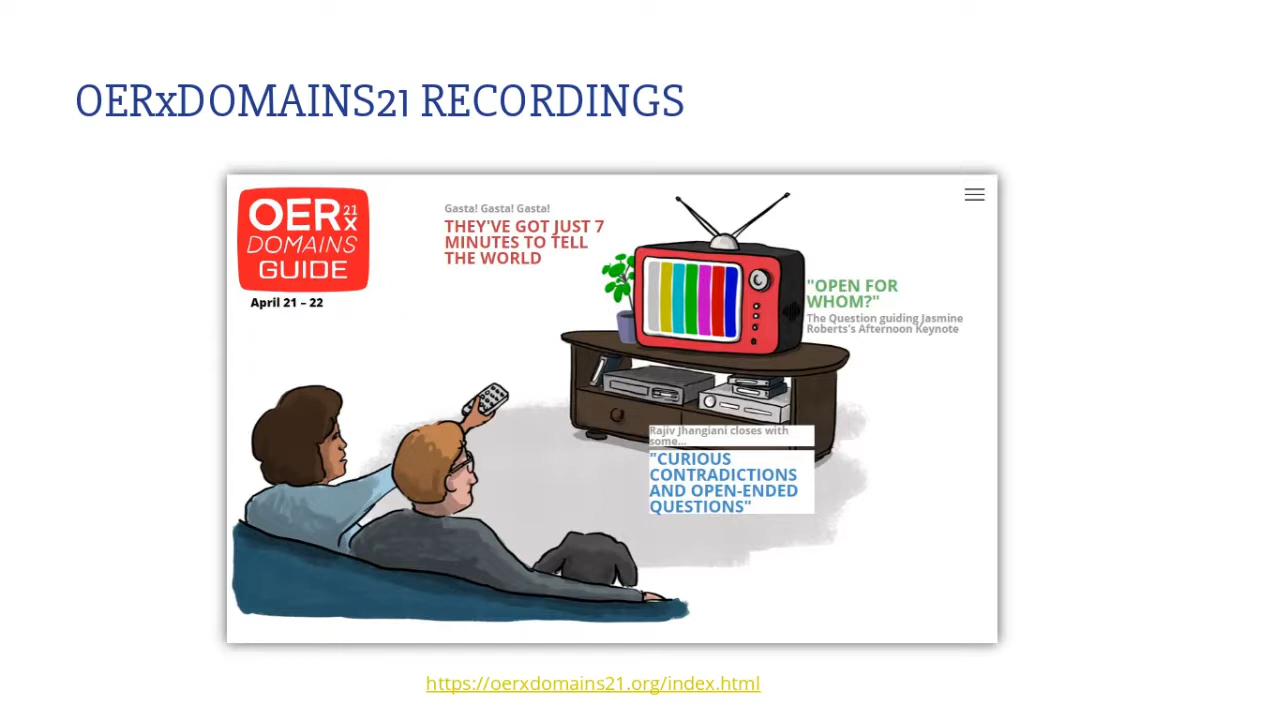 OERxDOMAINS21 RECORDINGS
OER
21
x
DOMAINS
GUIDE
April 21 – 22
Gasta! Gasta! Gasta!
THEY'VE GOT JUST 7
MINUTES TO TELL
THE WORLD
"OPEN FOR
WHOM?"
The Question guiding Jasmine
Roberts's Afternoon Keynote
Rajiv Jhangiani closes with
some...
"CURIOUS
CONTRADICTIONS
AND OPEN-ENDED
QUESTIONS"
https://oerxdomains21.org/index.html